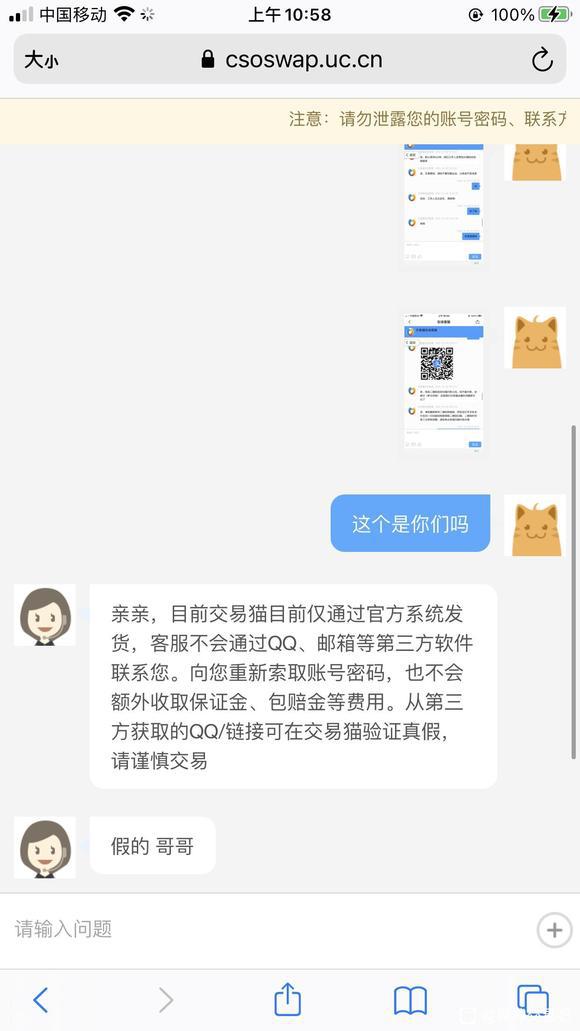 中国移动 上午10:58 100%
大小 csoswap.uc.cn
注意：请勿泄露您的账号密码、联系方
这个是你们吗
亲亲，目前交易猫目前仅通过官方系统发
货，客服不会通过QQ、邮箱等第三方软件
联系您。向您重新索取账号密码，也不会
额外收取保证金、包赔金等费用。从第三
方获取的QQ/链接可在交易猫验证真假，
请谨慎交易
假的 哥哥
请输入问题